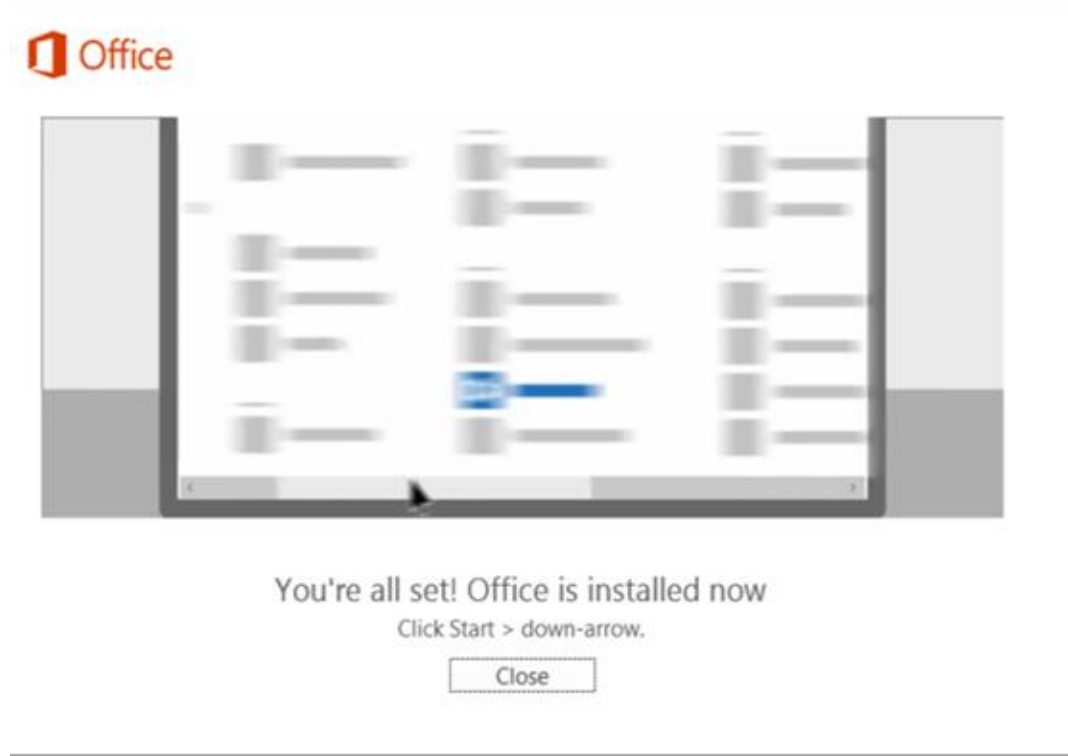 Office
You're all set! Office is installed now
Click Start > down-arrow.
Close